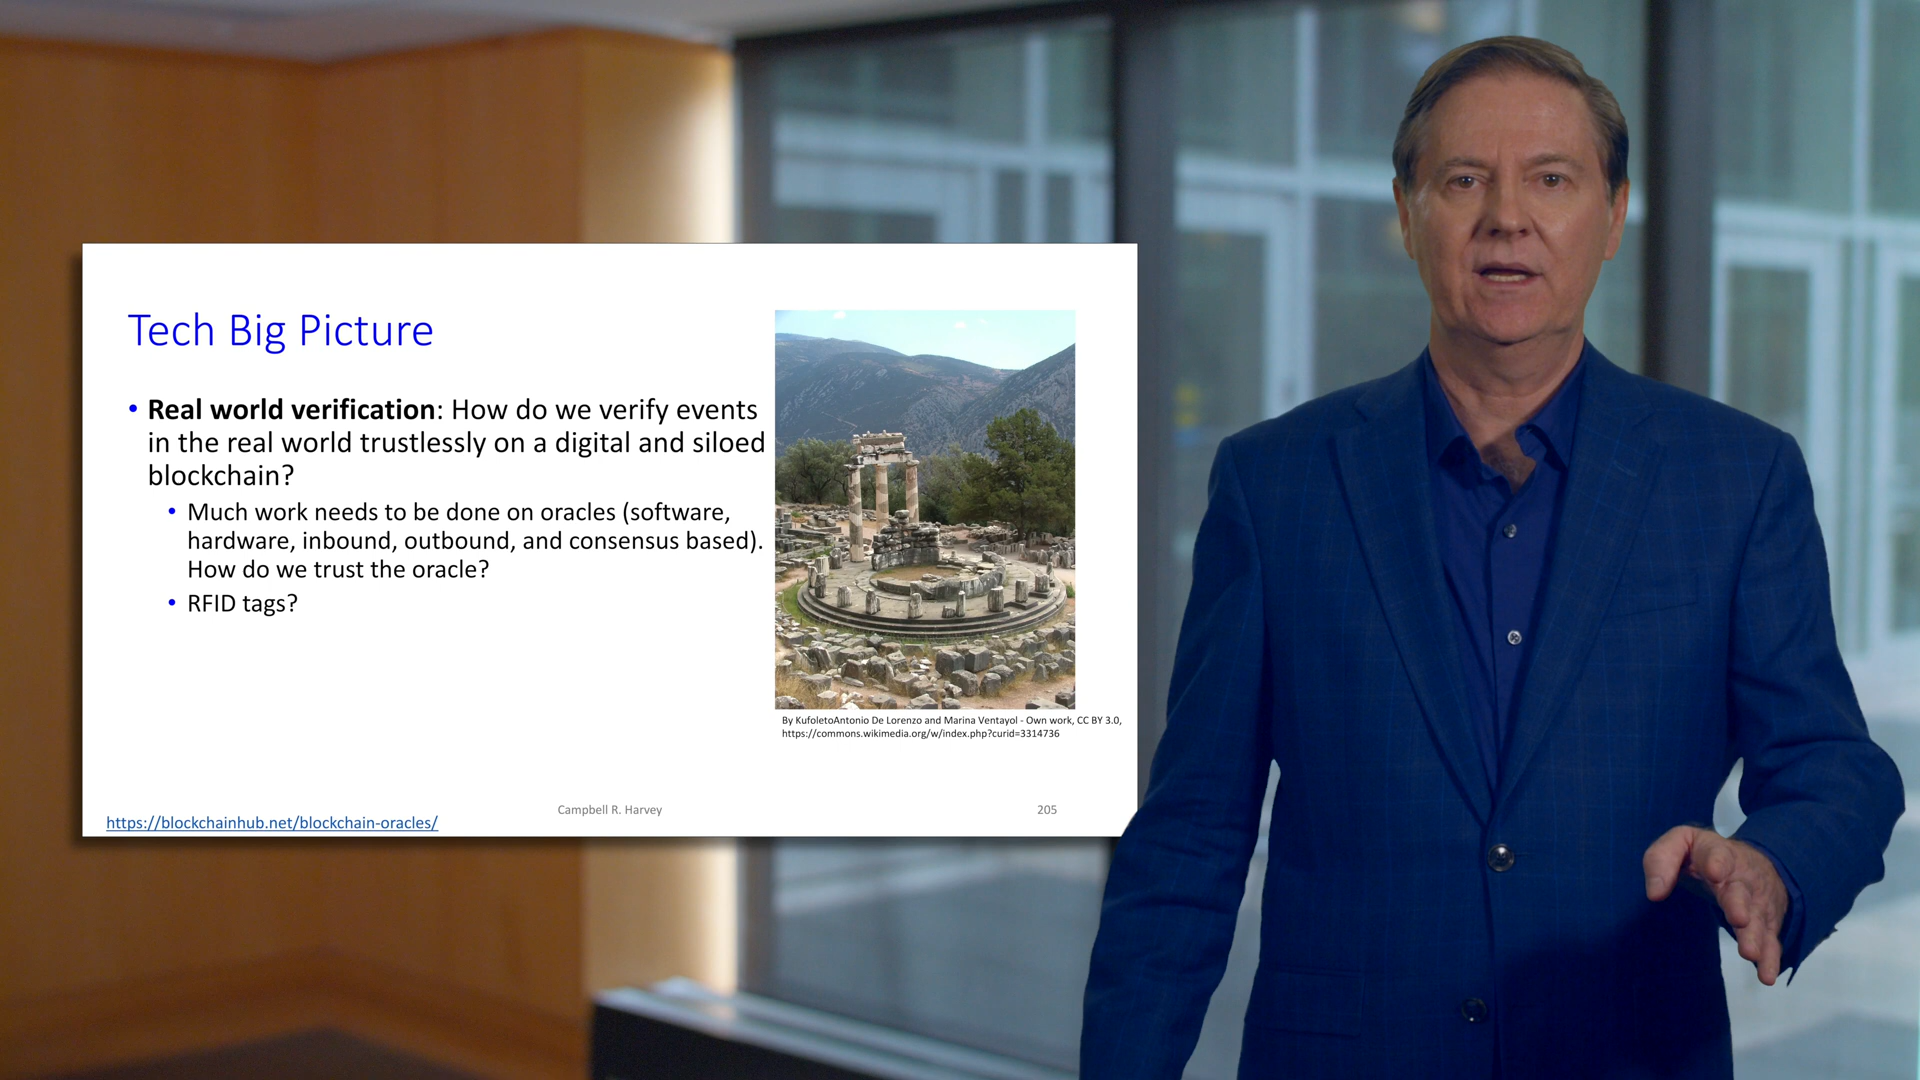 Tech Big Picture
• Real world verification: How do we verify events
in the real world trustlessly on a digital and siloed
blockchain?
• Much work needs to be done on oracles (software,
hardware, inbound, outbound, and consensus based).
How do we trust the oracle?
• RFID tags?
By KufoletoAntonio De Lorenzo and Marina Ventayol - Own work, CC BY 3.0,
https://commons.wikimedia.org/w/index.php?curid=3314736
Campbell R. Harvey
205
https://blockchainhub.net/blockchain-oracles/